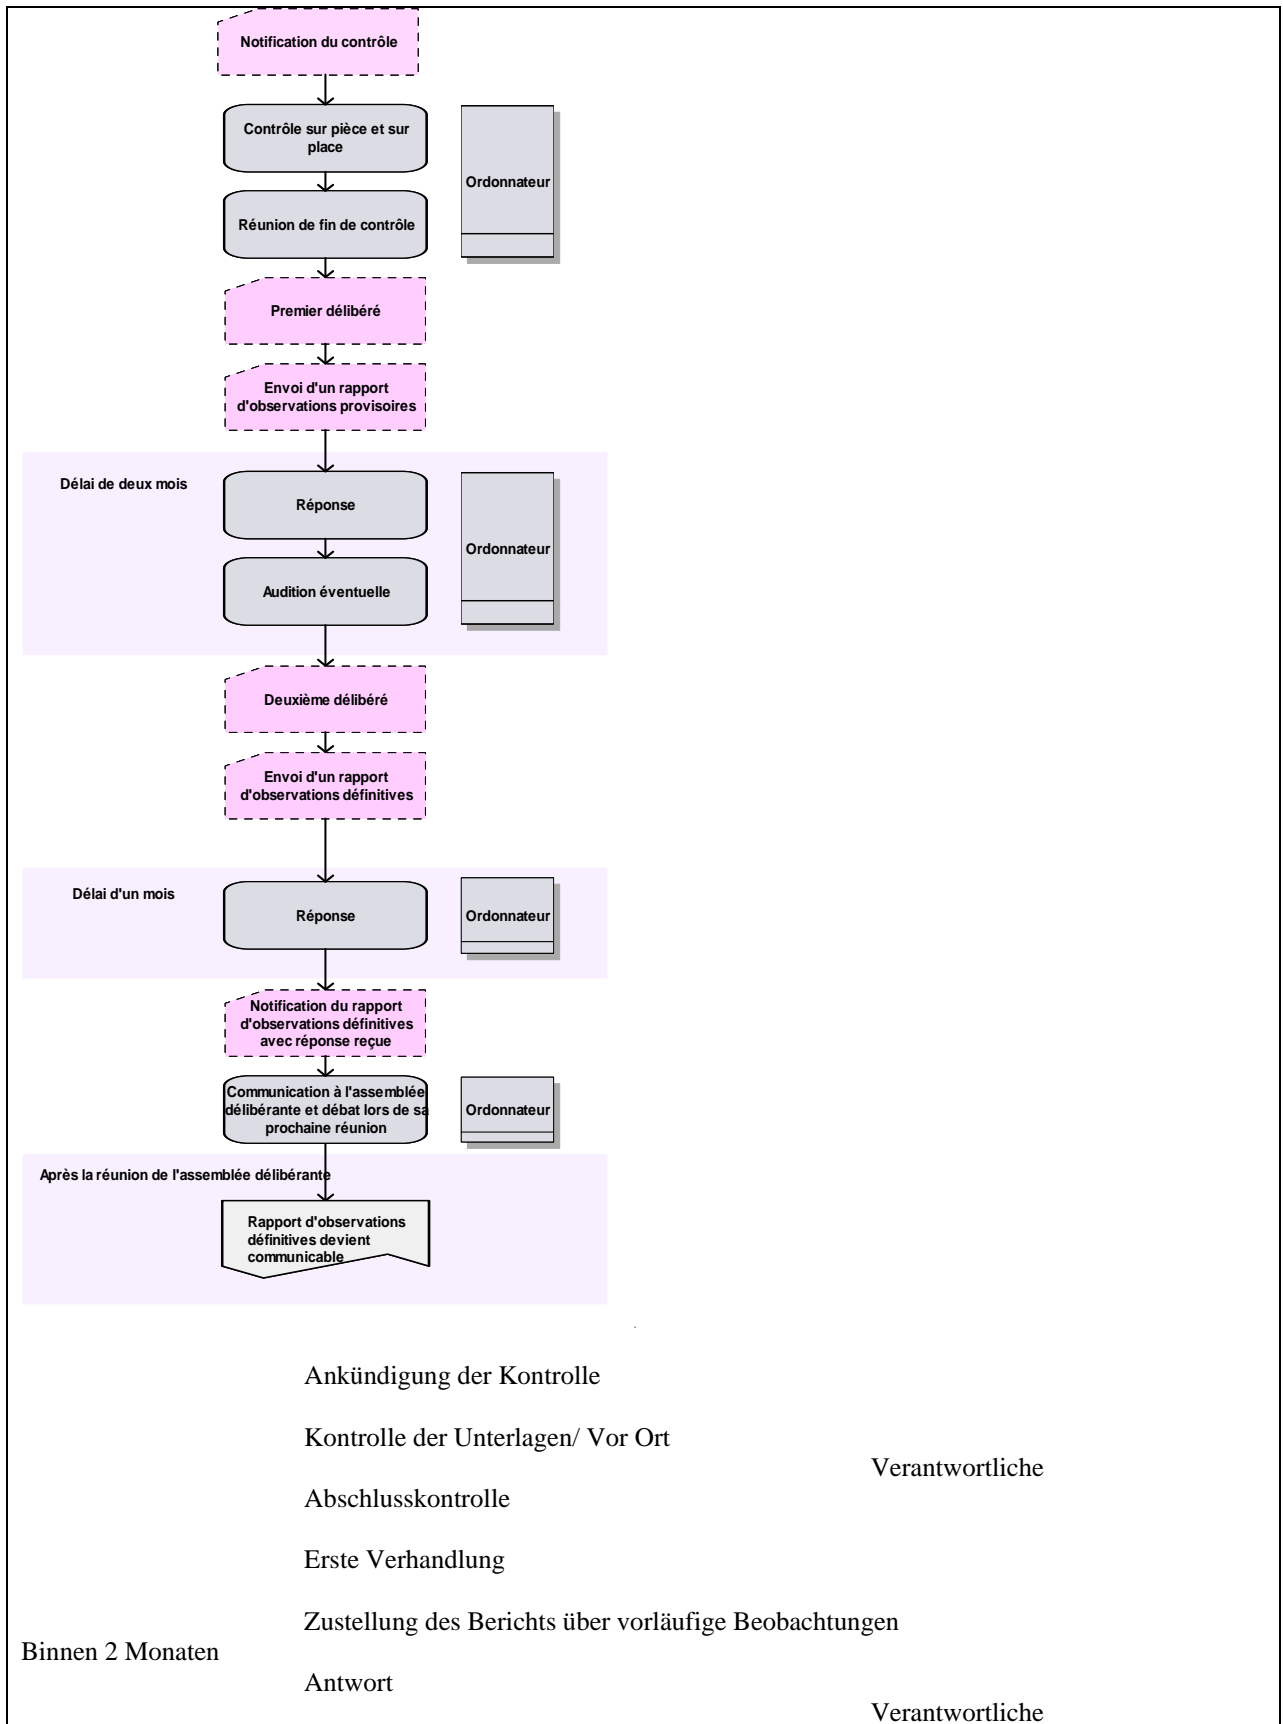 Notification du contrôle
Contrôle sur pièce et sur
place
Ordonnateur
Réunion de fin de contrôle
Premier délibéré
Envoi d'un rapport
d'observations provisoires
Délai de deux mois
Réponse
Ordonnateur
Audition éventuelle
Deuxième délibéré
Envoi d'un rapport
d'observations définitives
Délai d'un mois
Réponse
Ordonnateur
Notification du rapport
d'observations définitives
avec réponse reçue
Communication à l'assemblée
délibérante et débat lors de sa
prochaine réunion
Ordonnateur
Après la réunion de l'assemblée délibérante
Rapport d'observations
définitives devient
communicable
Ankündigung der Kontrolle
Kontrolle der Unterlagen/ Vor Ort
Verantwortliche
Abschlusskontrolle
Erste Verhandlung
Zustellung des Berichts über vorläufige Beobachtungen
Binnen 2 Monaten
Antwort
Verantwortliche